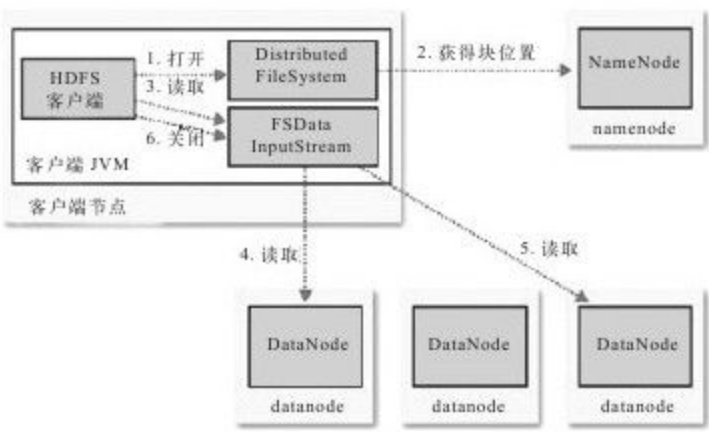 HDFS
客户端
1. 打开
3. 读取
6. 关闭
Distributed
FileSystem
FSData
InputStream
客户端 JVM
客户端节点
2. 获得块位置
NameNode
namenode
4. 读取
5. 读取
DataNode
datanode
DataNode
datanode
DataNode
datanode